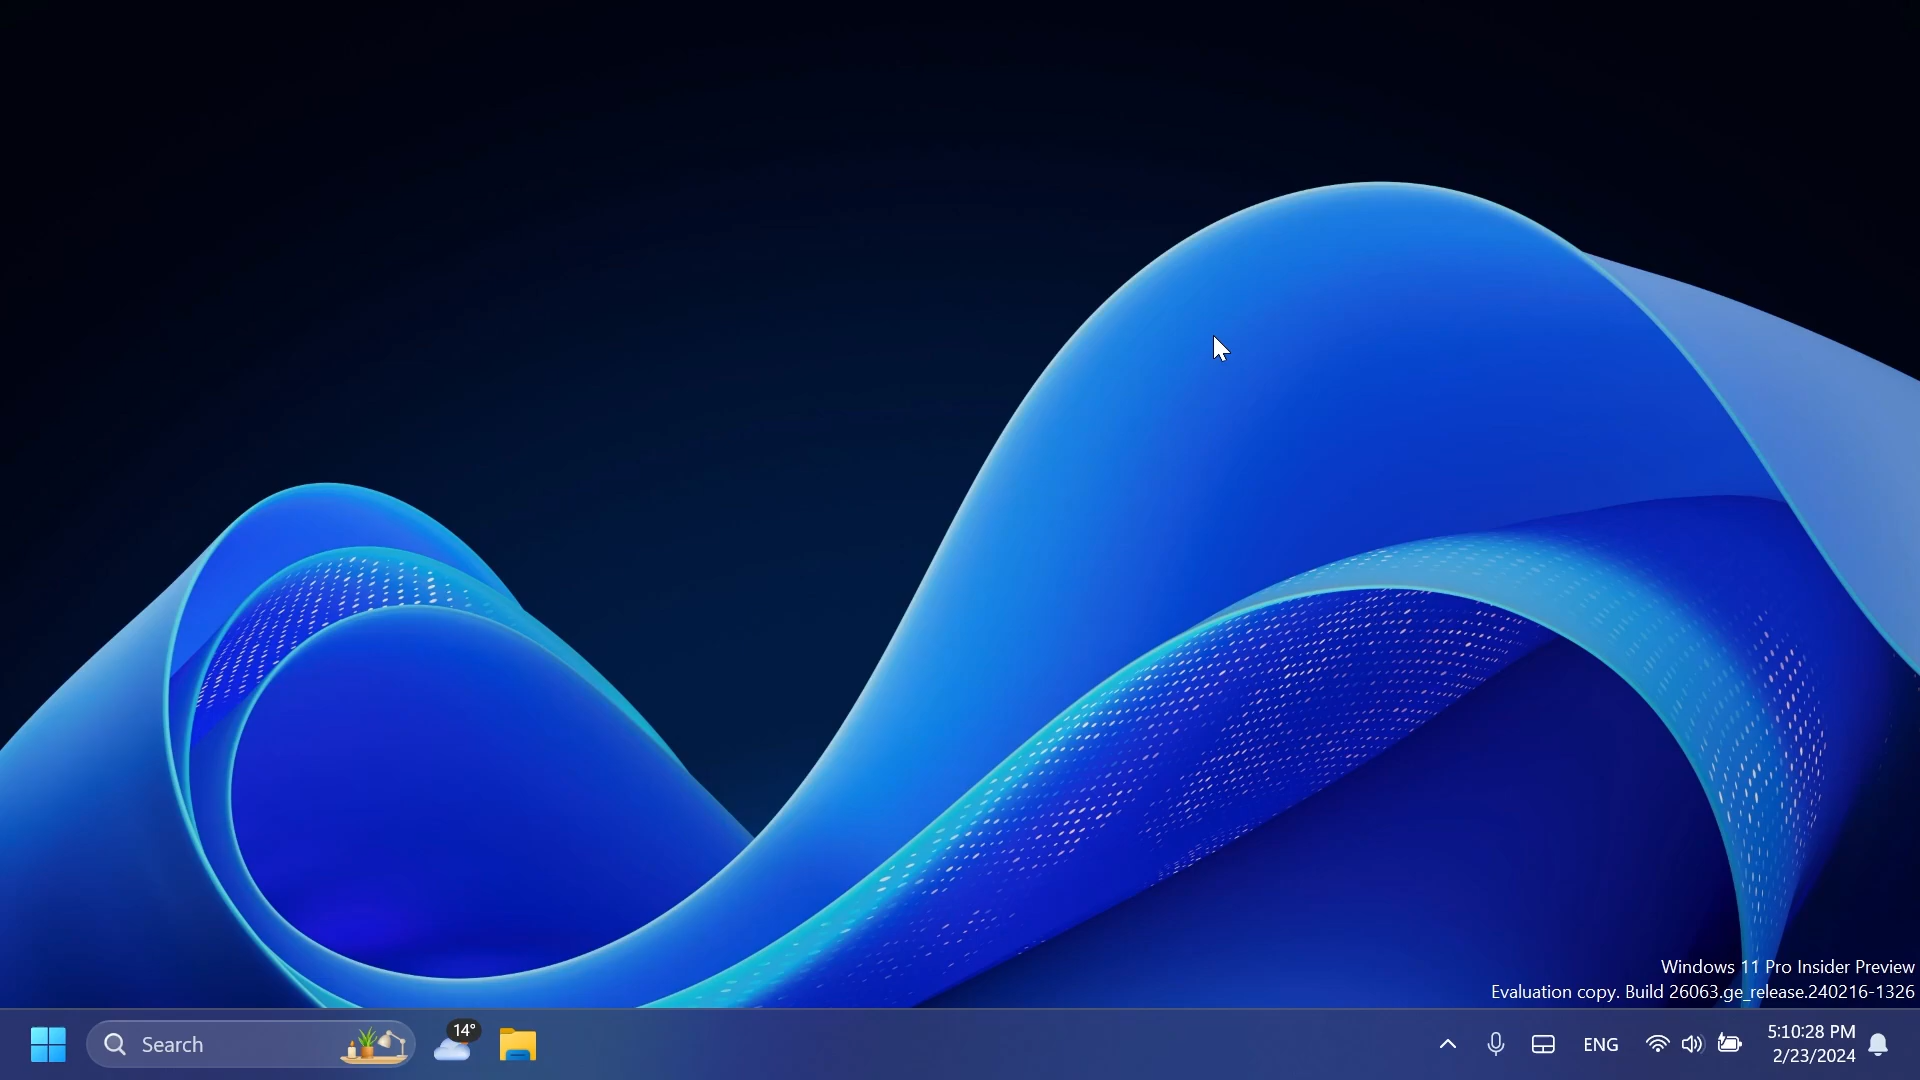 Windows 11 Pro Insider Preview
Evaluation copy. Build 26063.ge_release.240216-1326
Search
14°
ENG
5:10:28 PM
2/23/2024